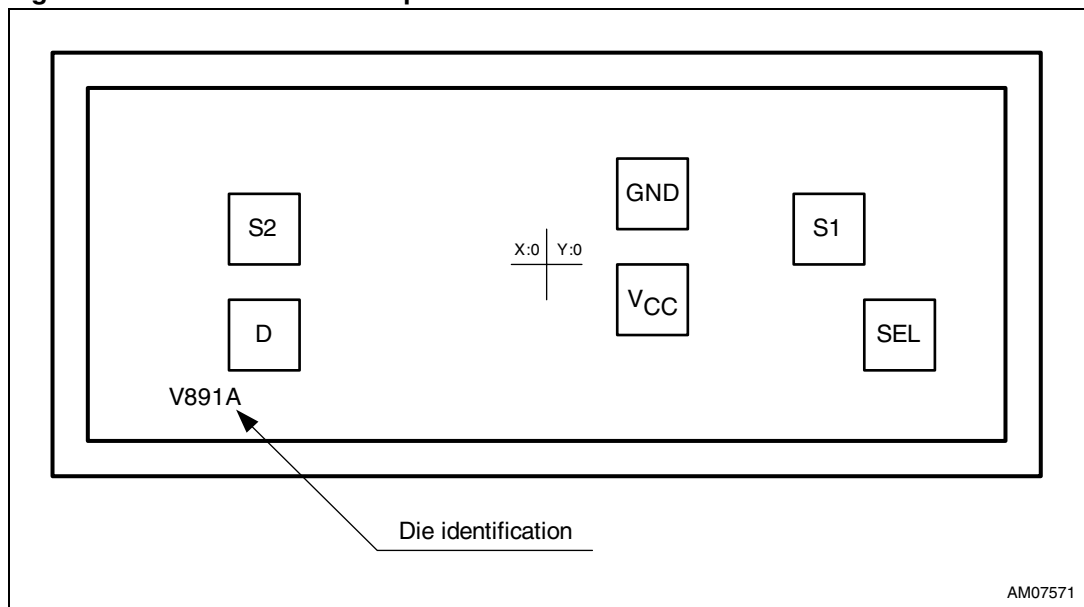 GND
S2
S1
X:0 Y:0
VCC
D
SEL
V891A
Die identification
AM07571